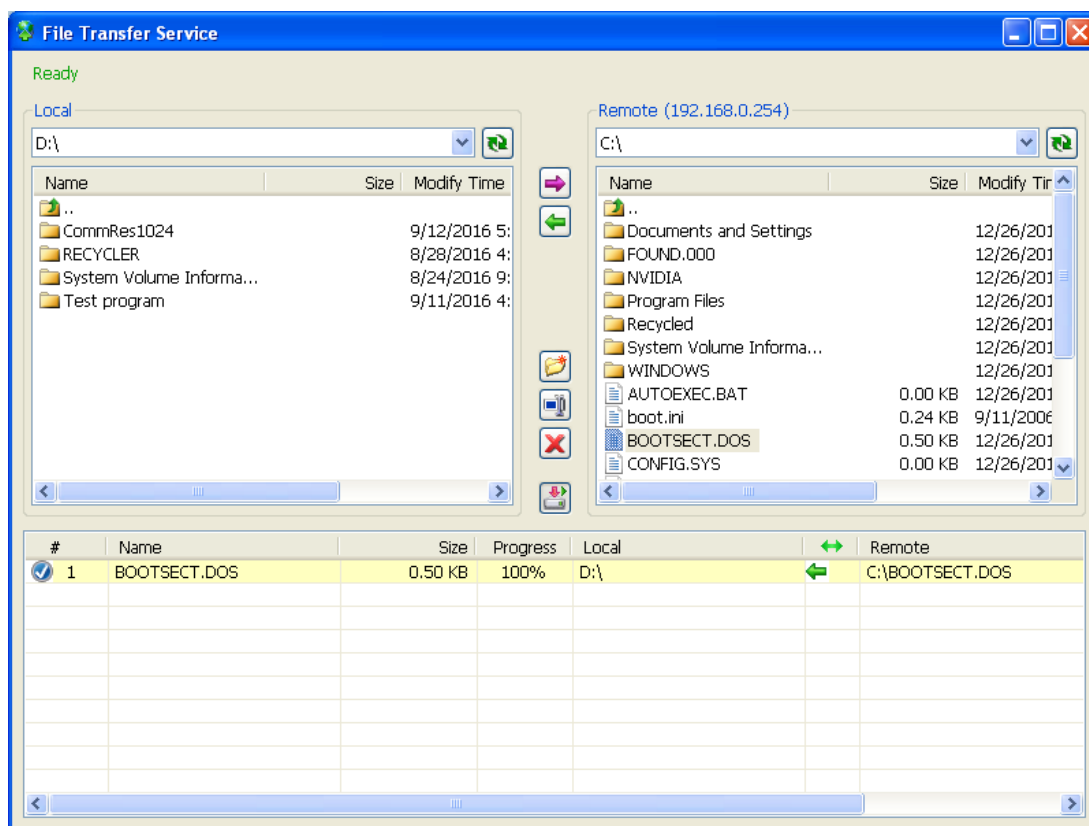 File Transfer Service
Ready
Local
D:\
Name Size Modify Time
..
CommRes1024 9/12/2016 5:
RECYCLER 8/28/2016 4:
System Volume Informa... 8/24/2016 9:
Test program 9/11/2016 4:
Remote (192.168.0.254)
C:\
Name Size Modify Tir
..
Documents and Settings 12/26/201
FOUND.000 12/26/201
NVIDIA 12/26/201
Program Files 12/26/201
Recycled 12/26/201
System Volume Informa... 12/26/201
WINDOWS 12/26/201
AUTOEXEC.BAT 0.00 KB 12/26/201
boot.ini 0.24 KB 9/11/2006
BOOTSECT.DOS 0.50 KB 12/26/201
CONFIG.SYS 0.00 KB 12/26/201
# Name Size Progress Local Remote
1 BOOTSECT.DOS 0.50 KB 100% D:\ C:\BOOTSECT.DOS